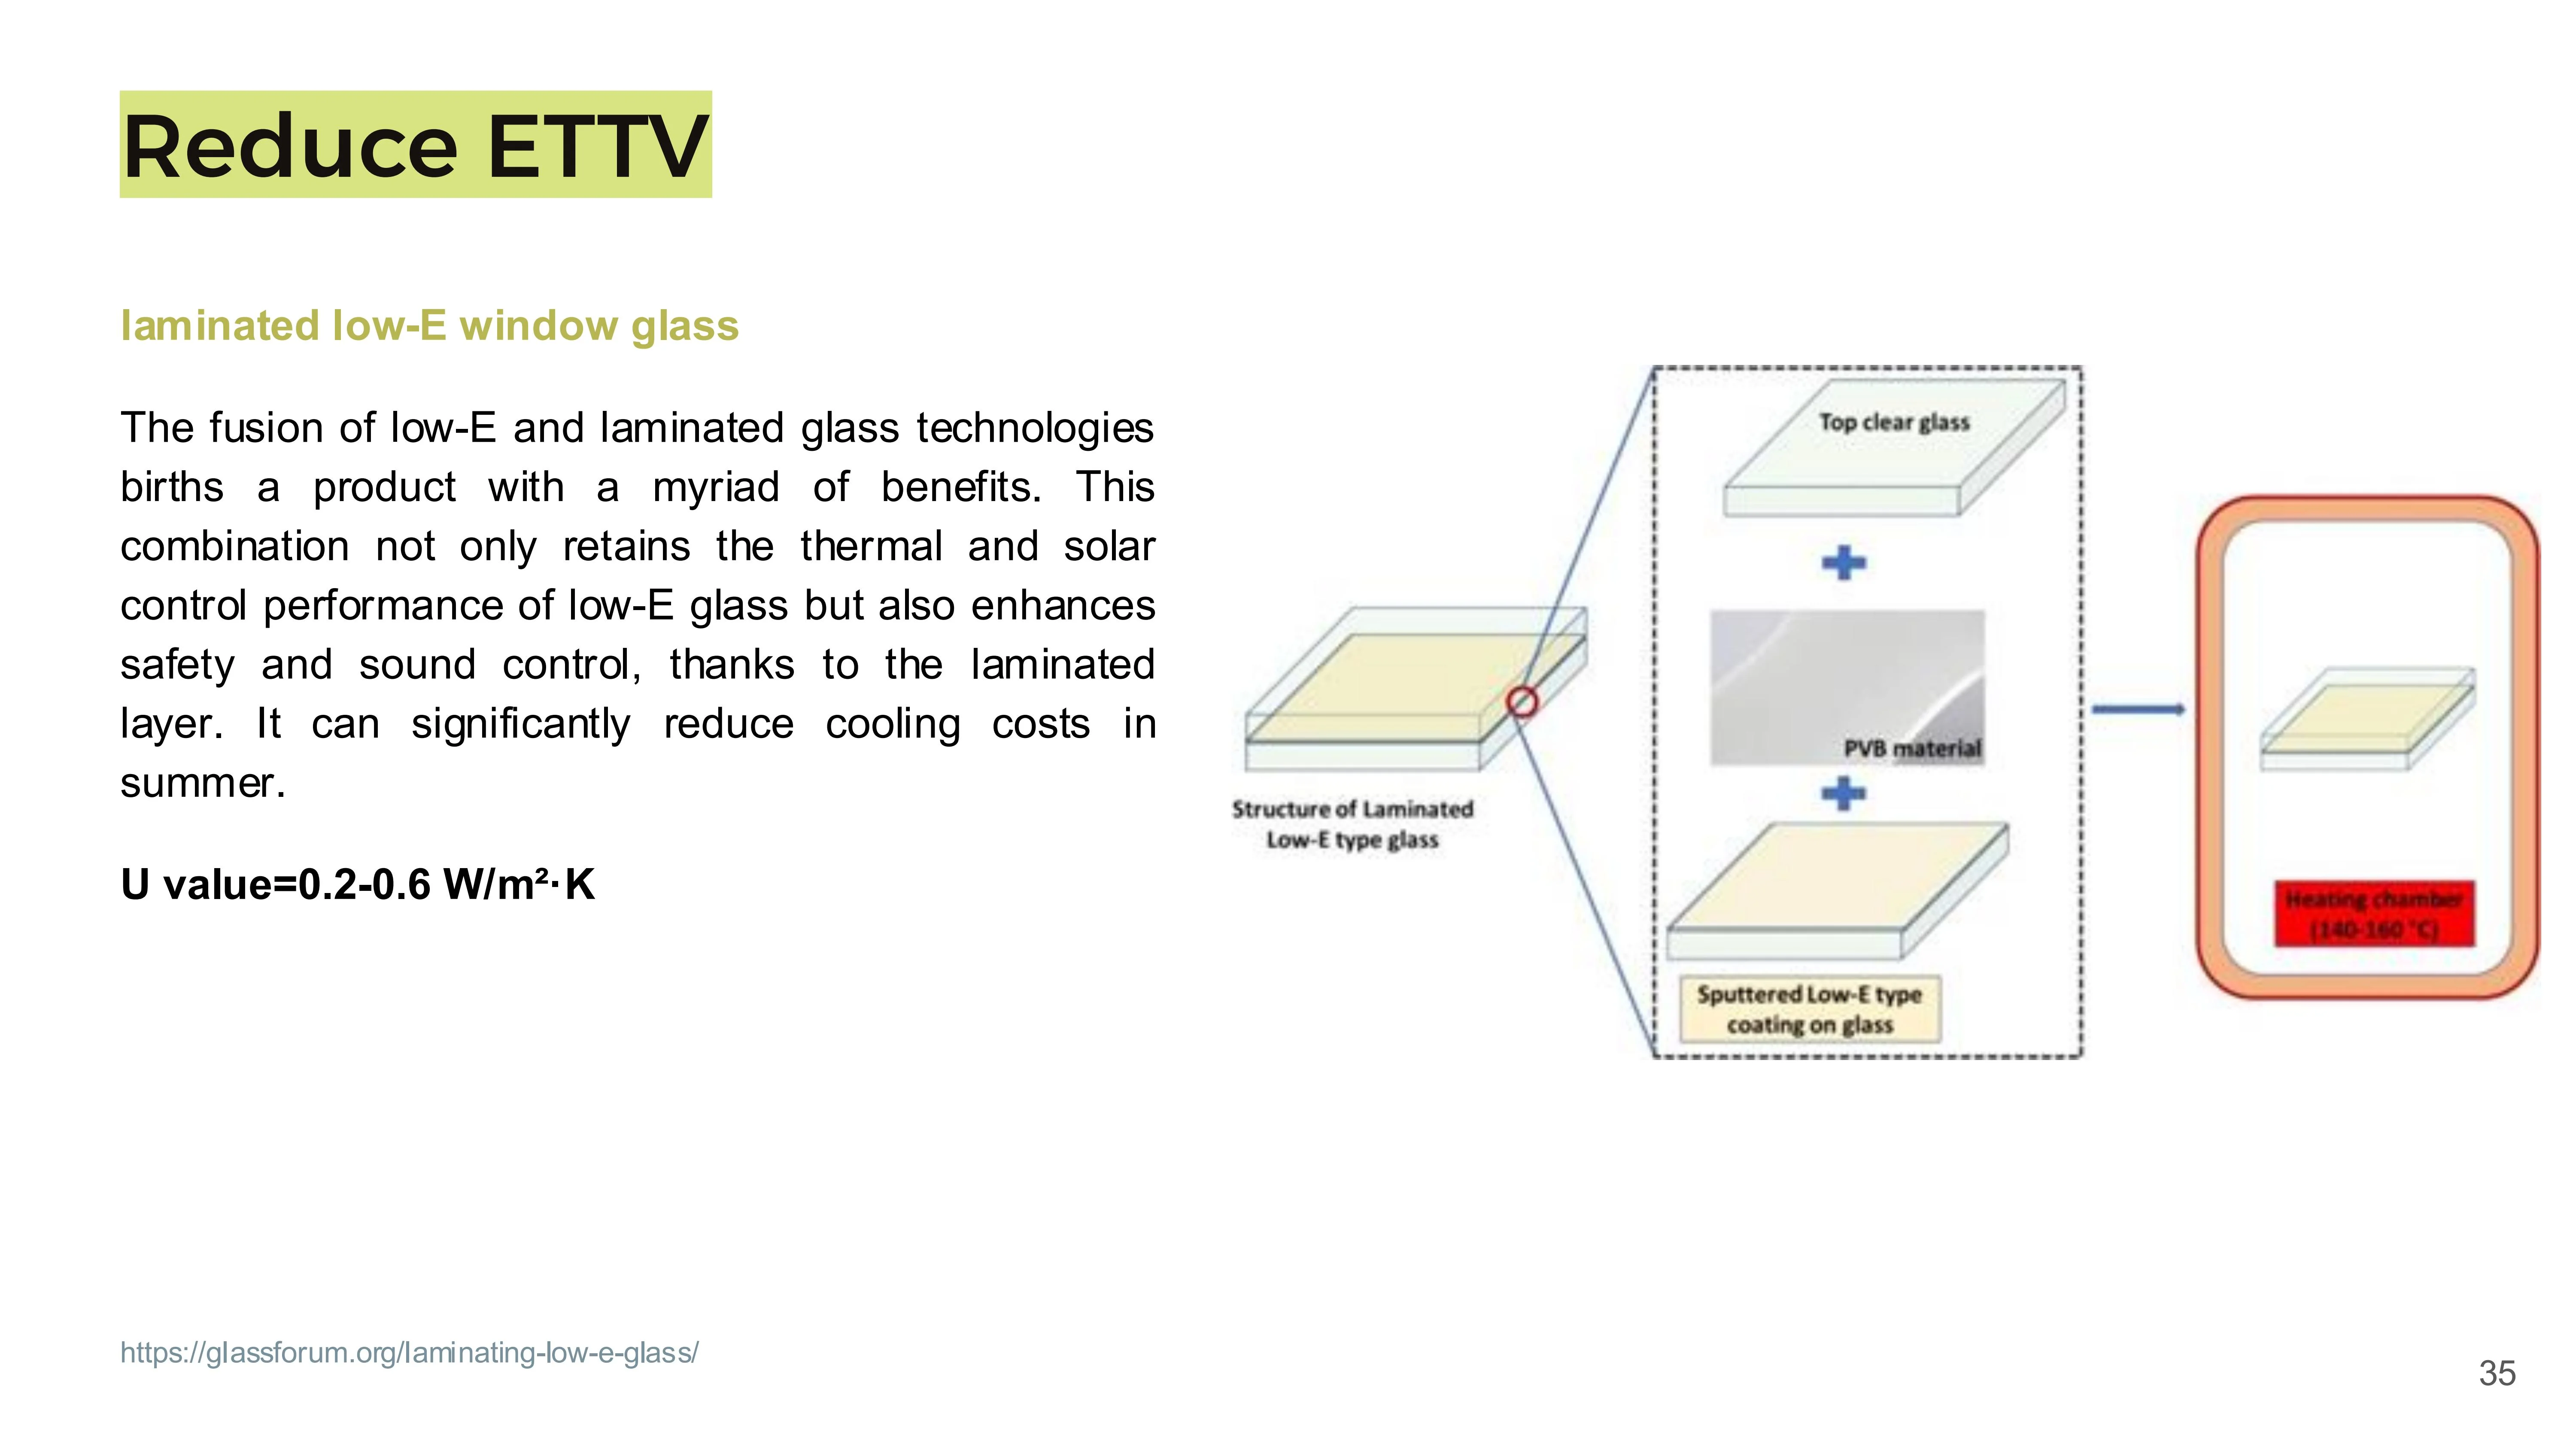 Reduce ETTV
laminated low-E window glass
The fusion of low-E and laminated glass technologies
births a product with a myriad of benefits. This
combination not only retains the thermal and solar
control performance of low-E glass but also enhances
safety and sound control, thanks to the laminated
layer. It can significantly reduce cooling costs in
summer.
U value=0.2-0.6 W/m²·K
Structure of Laminated
Low-E type glass
Top clear glass
PVB material
Sputtered Low-E type
coating on glass
Heating chamber
(140-160 °C)
https://glassforum.org/laminating-low-e-glass/
35